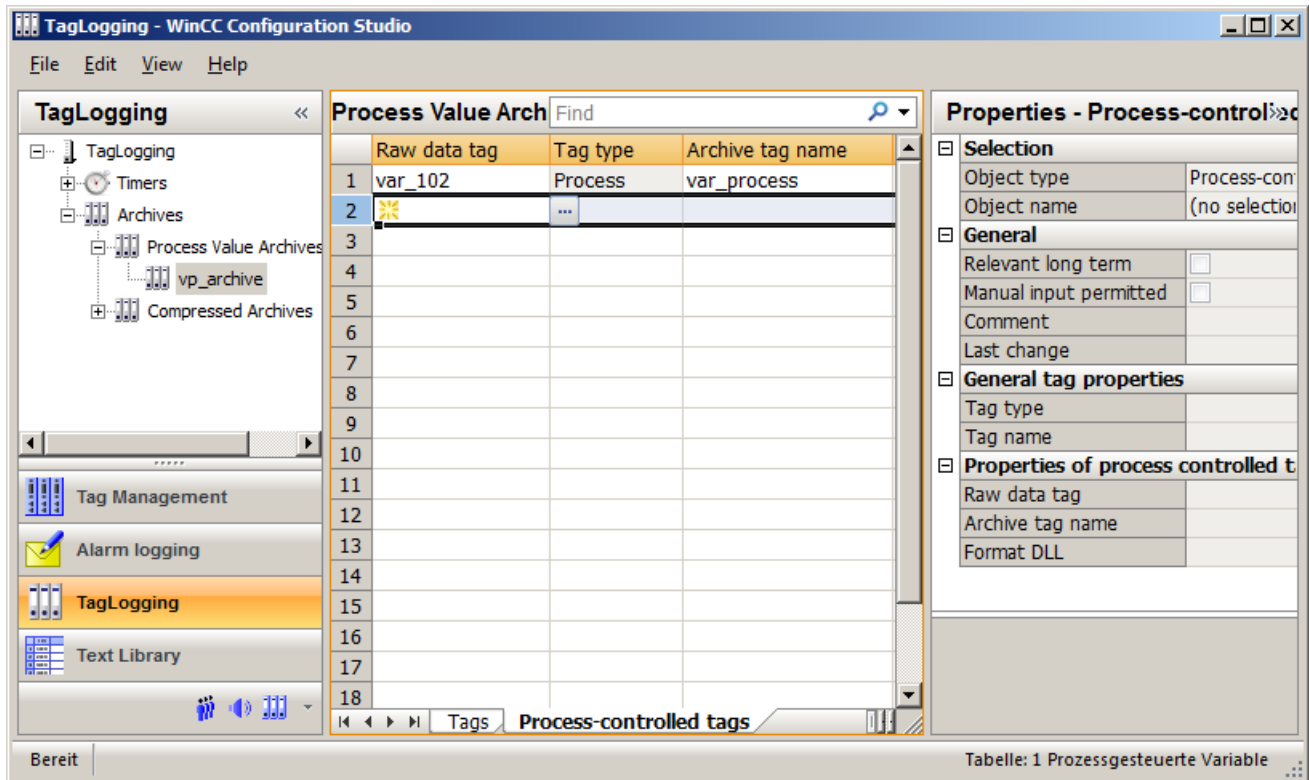 TagLogging - WinCC Configuration Studio
File Edit View Help
TagLogging «
TagLogging
Timers
Archives
Process Value Archives
vp_archive
Compressed Archives
Tag Management
Alarm logging
TagLogging
Text Library
Process Value Arch Find
Raw data tag Tag type Archive tag name
1 var_102 Process var_process
2 ...
3
4
5
6
7
8
9
10
11
12
13
14
15
16
17
18
Tags Process-controlled tags
Properties - Process-controlled
Selection
Object type Process-con
Object name (no selection
General
Relevant long term
Manual input permitted
Comment
Last change
General tag properties
Tag type
Tag name
Properties of process controlled t
Raw data tag
Archive tag name
Format DLL
Bereit Tabelle: 1 Prozessgesteuerte Variable